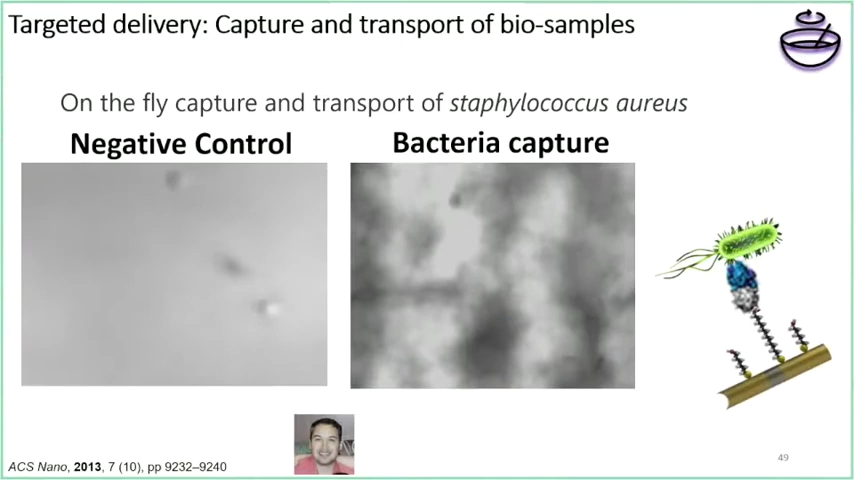 Targeted delivery: Capture and transport of bio-samples
On the fly capture and transport of staphylococcus aureus
Negative Control
Bacteria capture
ACS Nano, 2013, 7 (10), pp 9232–9240
49